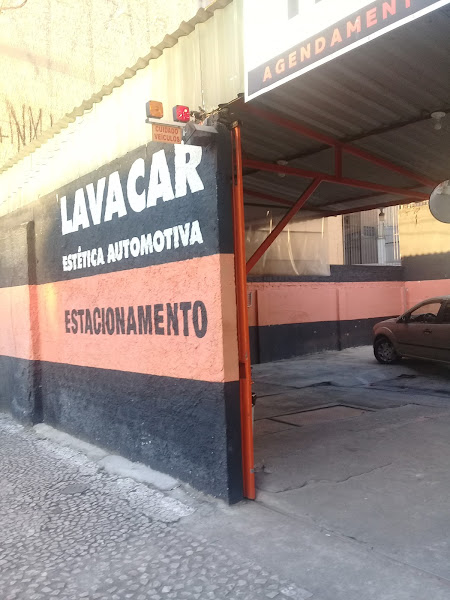 AGENDAMENT
CUIDADO
VEÍCULOS
LAVACAR
ESTÉTICA AUTOMOTIVA
ESTACIONAMENTO